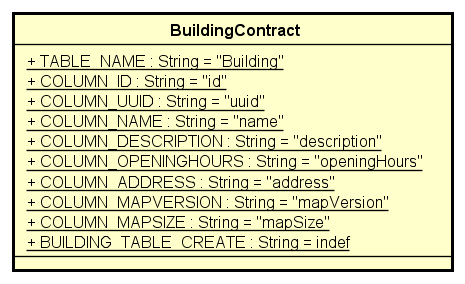 BuildingContract
+ TABLE_NAME : String = "Building"
+ COLUMN_ID : String = "id"
+ COLUMN_UUID : String = "uuid"
+ COLUMN_NAME : String = "name"
+ COLUMN_DESCRIPTION : String = "description"
+ COLUMN_OPENINGHOURS : String = "openingHours"
+ COLUMN_ADDRESS : String = "address"
+ COLUMN_MAPVERSION : String = "mapVersion"
+ COLUMN_MAPSIZE : String = "mapSize"
+ BUILDING_TABLE_CREATE : String = indef